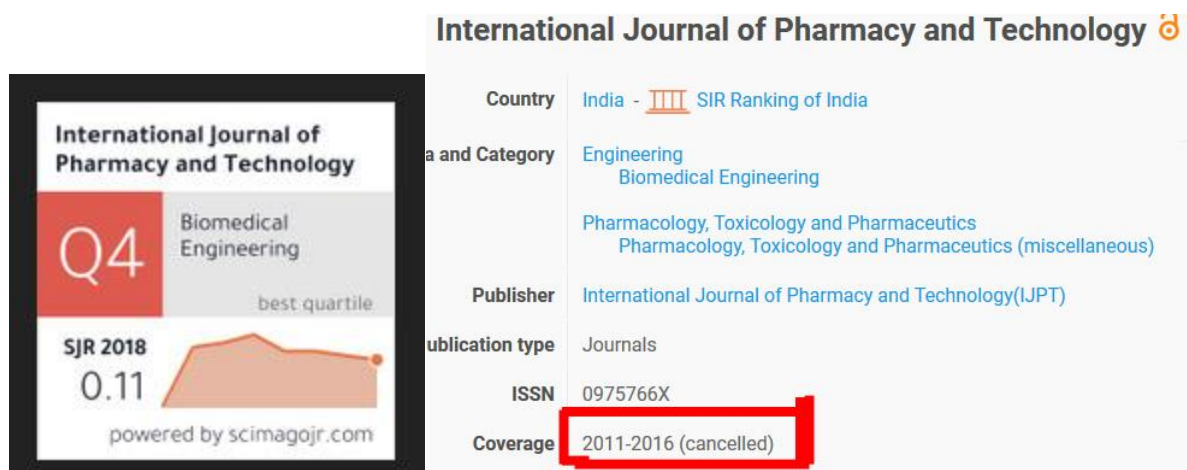 International Journal of Pharmacy and Technology
International Journal of
Pharmacy and Technology
Q4
Biomedical
Engineering
best quartile
SJR 2018
0.11
powered by scimagojr.com
Country India - SIR Ranking of India
a and Category Engineering
Biomedical Engineering
Pharmacology, Toxicology and Pharmaceutics
Pharmacology, Toxicology and Pharmaceutics (miscellaneous)
Publisher International Journal of Pharmacy and Technology(IJPT)
ublication type Journals
ISSN 0975766X
Coverage 2011-2016 (cancelled)